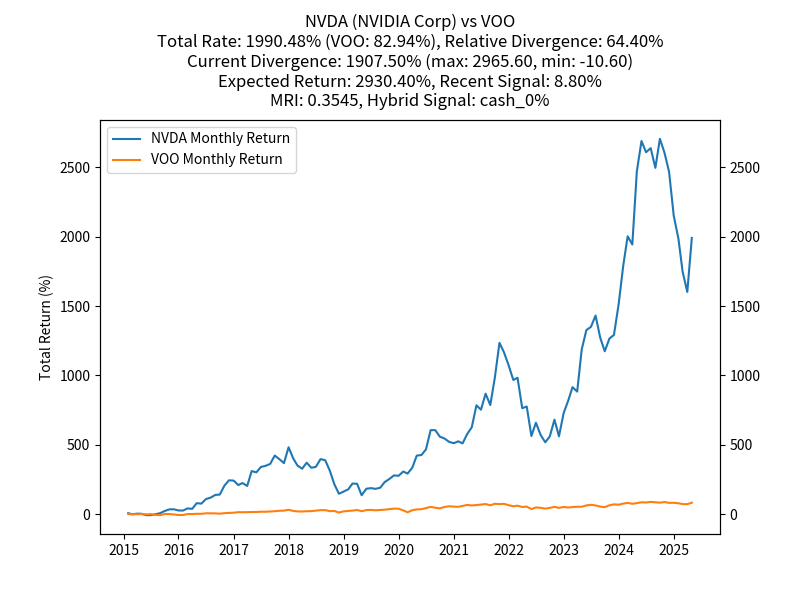 NVDA (NVIDIA Corp) vs VOO
Total Rate: 1990.48% (VOO: 82.94%), Relative Divergence: 64.40%
Current Divergence: 1907.50% (max: 2965.60, min: -10.60)
Expected Return: 2930.40%, Recent Signal: 8.80%
MRI: 0.3545, Hybrid Signal: cash_0%
NVDA Monthly Return
VOO Monthly Return
Total Return (%)
2500
2000
1500
1000
500
0
2500
2000
1500
1000
500
0
2015 2016 2017 2018 2019 2020 2021 2022 2023 2024 2025